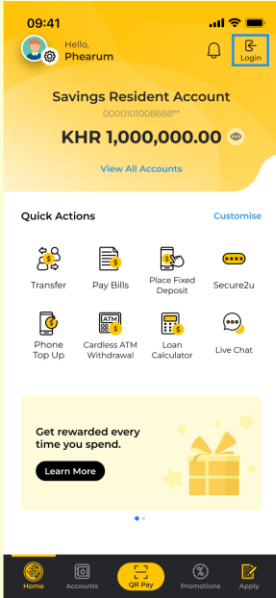 09:41
Hello,
Phearum
Login
Savings Resident Account
0000101008888**
KHR 1,000,000.00
View All Accounts
Quick Actions
Customise
Transfer
Pay Bills
Place Fixed
Deposit
Secure2u
Phone
Top Up
ATM
Cardless ATM
Withdrawal
Loan
Calculator
Live Chat
Get rewarded every
time you spend.
Learn More
Home
Accounts
QR Pay
Promotions
Apply